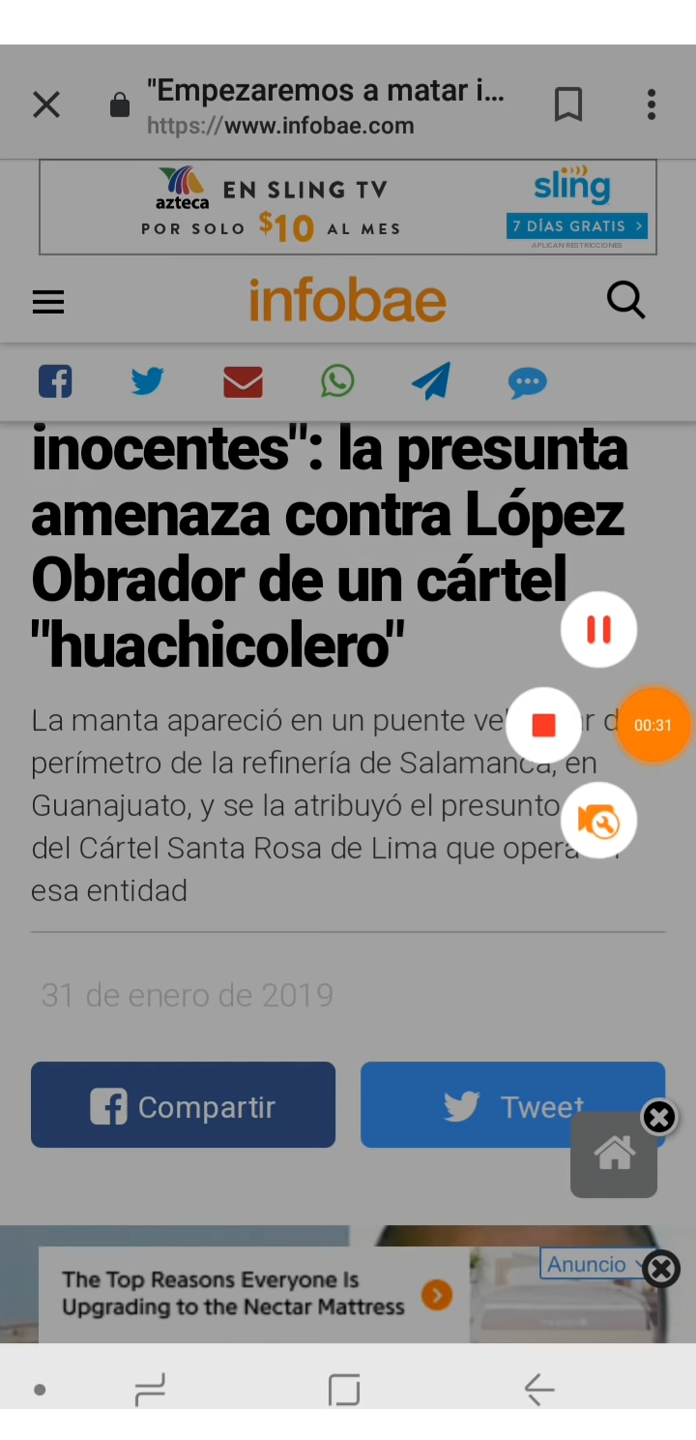 "Empezaremos a matar i...
https://www.infobae.com
azteca EN SLING TV
POR SOLO $10 AL MES
sling
7 DÍAS GRATIS >
APLICAN RESTRICCIONES
infobae
inocentes": la presunta
amenaza contra López
Obrador de un cártel
"huachicolero"
La manta apareció en un puente
perímetro de la refinería de Salamanca, en
Guanajuato, y se la atribuyó el presunto
del Cártel Santa Rosa de Lima que opera
esa entidad
00:31
31 de enero de 2019
Compartir
Tweet
Anuncio
The Top Reasons Everyone Is
Upgrading to the Nectar Mattress